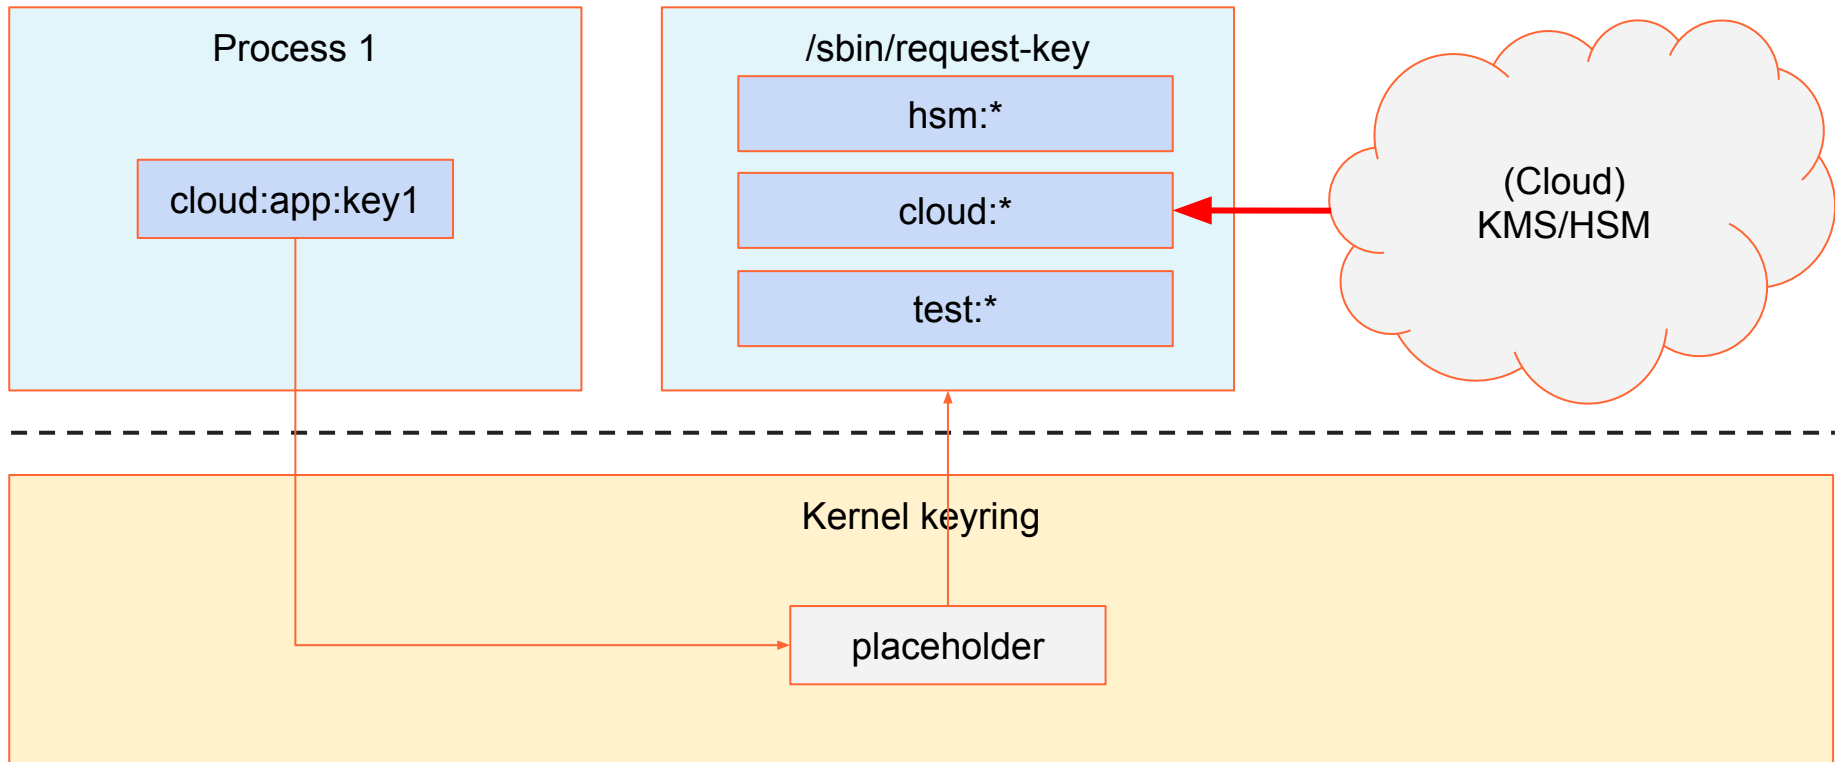 Process 1
cloud:app:key1
/sbin/request-key
hsm:*
cloud:*
test:*
(Cloud)
KMS/HSM
Kernel keyring
placeholder